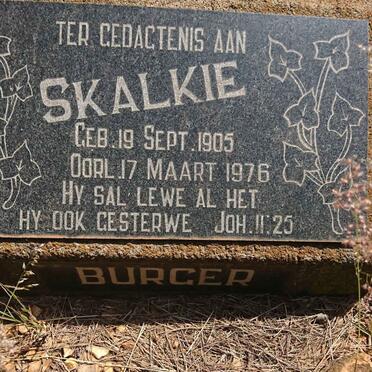 TER GEDAGTENIS AAN
SKALKIE
GEB. 19 SEPT. 1905
OORL. 17 MAART 1976
HY SAL LEWE AL HET
HY OOK GESTERWE JOH. 11:25
BURGER